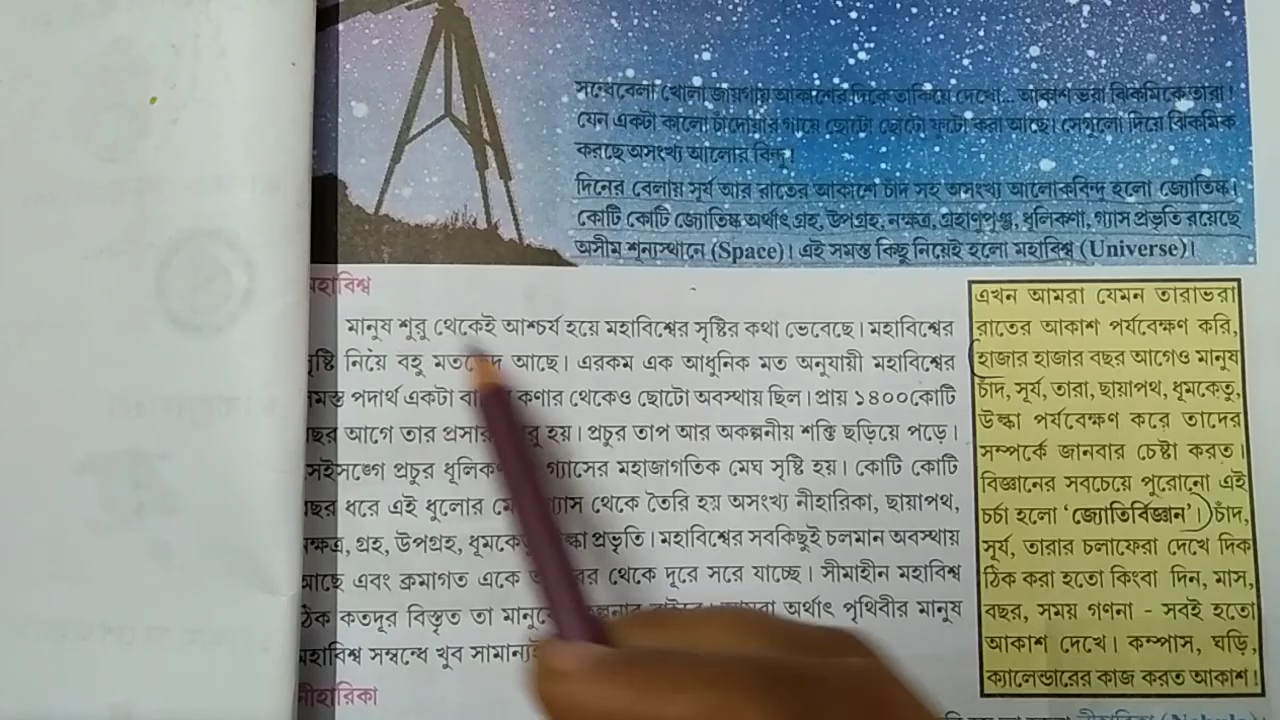 সন্ধেবেলা খোলা জায়গায় আকাশের দিকে তাকিয়ে দেখো... আকাশ ভরা ঝিকমিকে তারা!
যেন একটা কালো চাঁদোয়ার গায়ে ছোটো ছোটো ফুটো করা আছে। সেগুলো দিয়ে ঝিকমিক
করছে অসংখ্য আলোর বিন্দু।
দিনের বেলায় সূর্য আর রাতের আকাশে চাঁদ সহ অসংখ্য আলোকবিন্দু হলো জ্যোতিষ্ক।
কোটি কোটি জ্যোতিষ্ক অর্থাৎ গ্রহ, উপগ্রহ, নক্ষত্র, গ্রহাণুপুঞ্জ, ধূলিকণা, গ্যাস প্রভৃতি রয়েছে
অসীম শূন্যস্থানে (Space)। এই সমস্ত কিছু নিয়েই হলো মহাবিশ্ব (Universe)।
মহাবিশ্ব
মানুষ শুরু থেকেই আশ্চর্য হয়ে মহাবিশ্বের সৃষ্টির কথা ভেবেছে। মহাবিশ্বের
সৃষ্টি নিয়ে বহু আছে। এরকম এক আধুনিক মত অনুযায়ী মহাবিশ্বের
সমস্ত পদার্থ একটা কণার থেকেও ছোটো অবস্থায় ছিল। প্রায় ১৪০০কোটি
বছর আগে তার প্রসার হয়। প্রচুর তাপ আর অকল্পনীয় শক্তি ছড়িয়ে পড়ে।
সেইসঙ্গে প্রচুর গ্যাসের মহাজাগতিক মেঘ সৃষ্টি হয়। কোটি কোটি
বছর ধরে এই ধুলোর থেকে তৈরি হয় অসংখ্য নীহারিকা, ছায়াপথ,
নক্ষত্র, গ্রহ, উপগ্রহ, প্রভৃতি। মহাবিশ্বের সবকিছুই চলমান অবস্থায়
আছে এবং ক্রমাগত একে থেকে দূরে সরে যাচ্ছে। সীমাহীন মহাবিশ্ব
ঠিক কতদূর বিস্তৃত তা অর্থাৎ পৃথিবীর মানুষ
মহাবিশ্ব সম্বন্ধে খুব
নীহারিকা
এখন আমরা যেমন তারাভরা
রাতের আকাশ পর্যবেক্ষণ করি,
হাজার হাজার বছর আগেও মানুষ
চাঁদ, সূর্য, তারা, ছায়াপথ, ধূমকেতু,
উল্কা পর্যবেক্ষণ করে তাদের
সম্পর্কে জানবার চেষ্টা করত।
বিজ্ঞানের সবচেয়ে পুরোনো এই
চর্চা হলো ‘জ্যোতির্বিজ্ঞান’। চাঁদ,
সূর্য, তারার চলাফেরা দেখে দিক
ঠিক করা হতো কিংবা দিন, মাস,
বছর, সময় গণনা - সবই হতো
আকাশ দেখে। কম্পাস, ঘড়ি,
ক্যালেন্ডারের কাজ করত আকাশ!